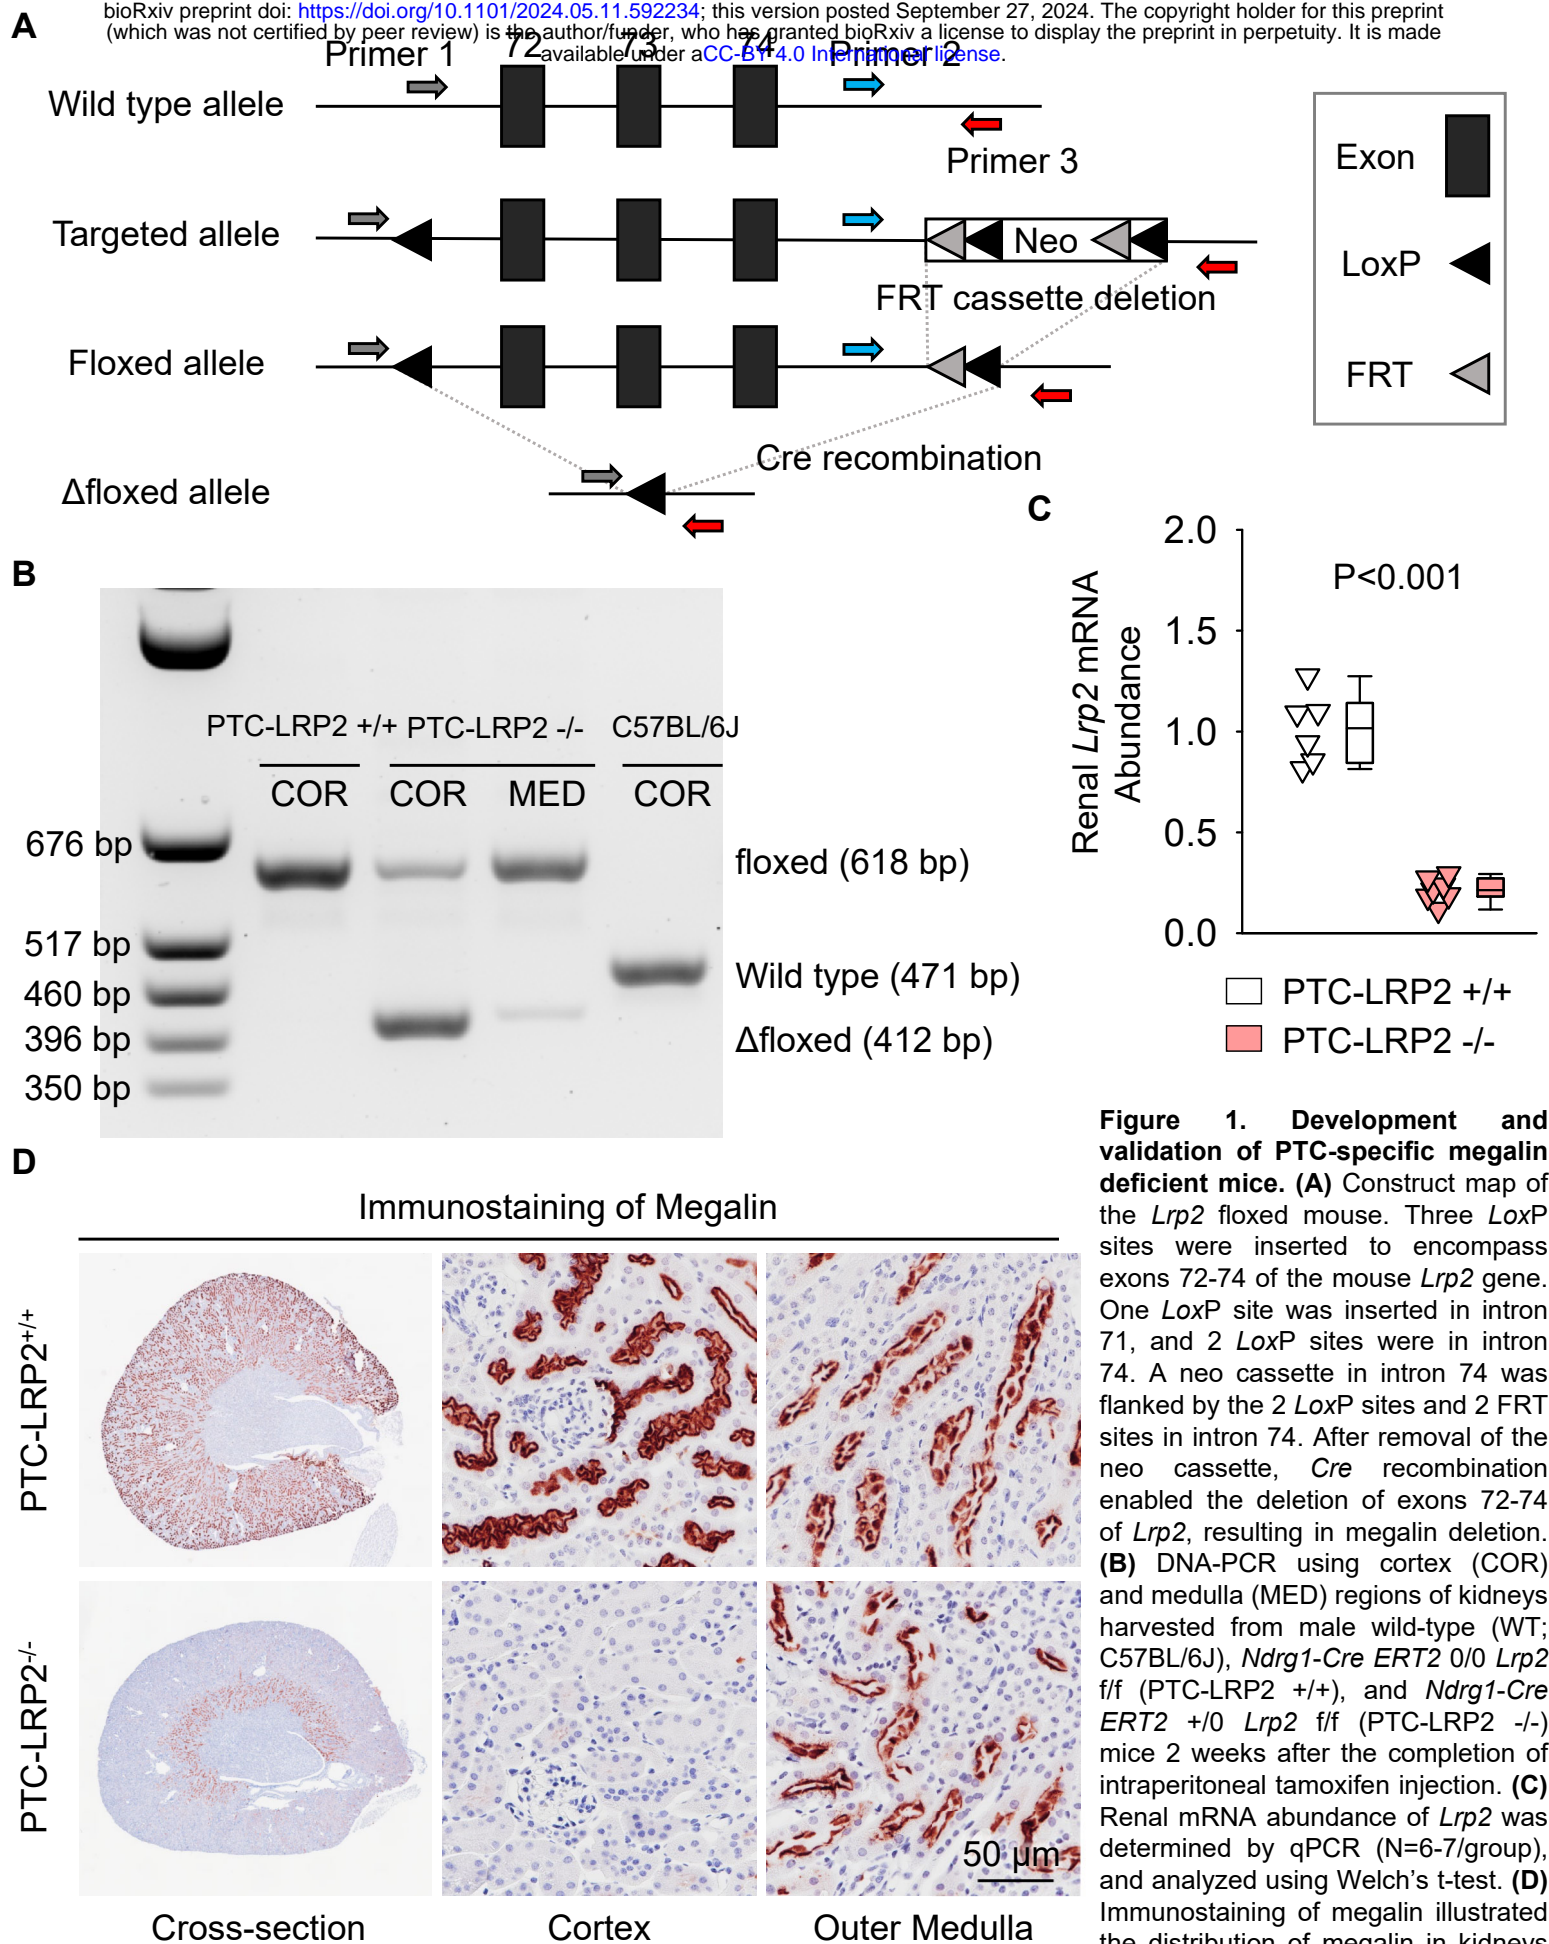 bioRxiv preprint doi: https://doi.org/10.1101/2024.05.11.592234; this version posted September 27, 2024. The copyright holder for this preprint
(which was not certified by peer review) is the author/funder, who has granted bioRxiv a license to display the preprint in perpetuity. It is made
available under aCC-BY 4.0 International license.
A
Primer 1
72
73
74
Primer 2
Wild type allele
Primer 3
Targeted allele
Neo
FRT cassette deletion
Floxed allele
Cre recombination
Δfloxed allele
Exon
LoxP
FRT
B
PTC-LRP2 +/+
PTC-LRP2 -/-
C57BL/6J
COR
COR
MED
COR
676 bp
517 bp
460 bp
396 bp
350 bp
floxed (618 bp)
Wild type (471 bp)
Δfloxed (412 bp)
C
Renal Lrp2 mRNA
Abundance
2.0
1.5
1.0
0.5
0.0
P<0.001
PTC-LRP2 +/+
PTC-LRP2 -/-
D
Immunostaining of Megalin
PTC-LRP2+/+
PTC-LRP2-/-
50 µm
Cross-section
Cortex
Outer Medulla
Figure 1. Development and
validation of PTC-specific megalin
deficient mice. (A) Construct map of
the Lrp2 floxed mouse. Three LoxP
sites were inserted to encompass
exons 72-74 of the mouse Lrp2 gene.
One LoxP site was inserted in intron
71, and 2 LoxP sites were in intron
74. A neo cassette in intron 74 was
flanked by the 2 LoxP sites and 2 FRT
sites in intron 74. After removal of the
neo cassette, Cre recombination
enabled the deletion of exons 72-74
of Lrp2, resulting in megalin deletion.
(B) DNA-PCR using cortex (COR)
and medulla (MED) regions of kidneys
harvested from male wild-type (WT;
C57BL/6J), Ndrg1-Cre ERT2 0/0 Lrp2
f/f (PTC-LRP2 +/+), and Ndrg1-Cre
ERT2 +/0 Lrp2 f/f (PTC-LRP2 -/-)
mice 2 weeks after the completion of
intraperitoneal tamoxifen injection. (C)
Renal mRNA abundance of Lrp2 was
determined by qPCR (N=6-7/group),
and analyzed using Welch's t-test. (D)
Immunostaining of megalin illustrated
the distribution of megalin in kidneys